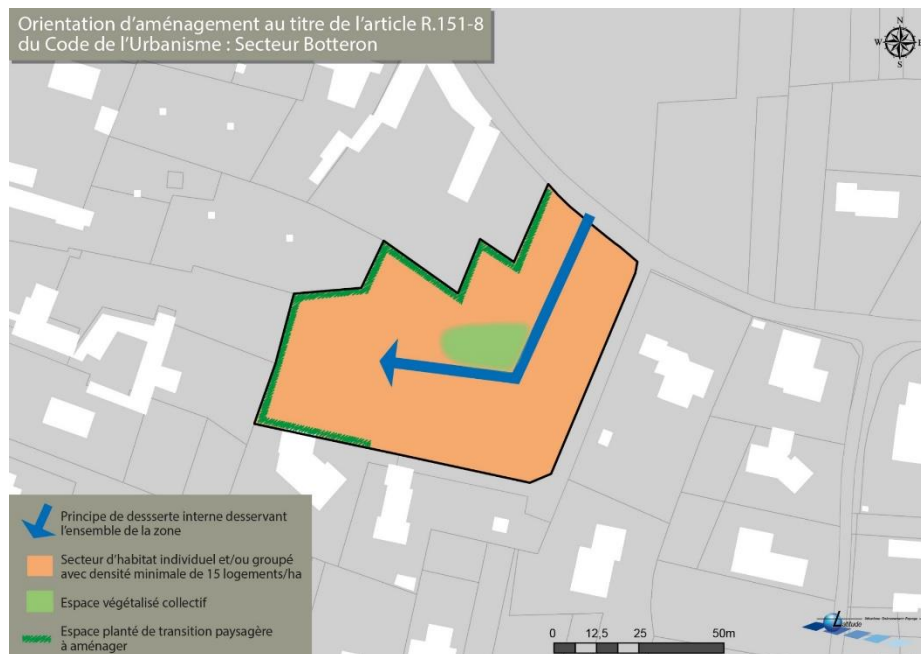 Orientation d’aménagement au titre de l’article R.151-8
du Code de l’Urbanisme : Secteur Botteron
N
W E
S
Principe de dessserte interne desservant
l’ensemble de la zone
Secteur d’habitat individuel et/ou groupé
avec densité minimale de 15 logements/ha
Espace végétalisé collectif
Espace planté de transition paysagère
à aménager
0 12,5 25 50m
Latitude